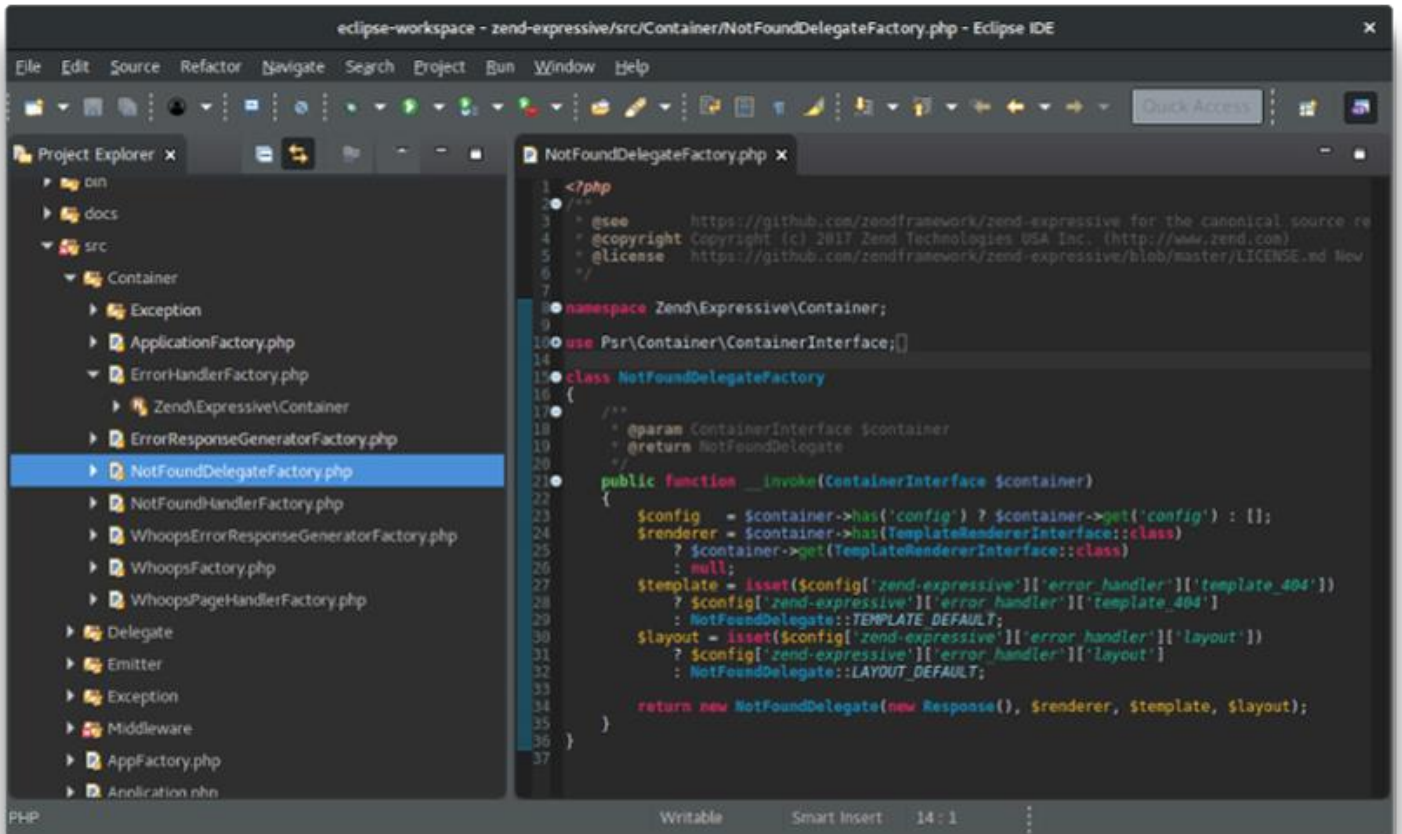 eclipse-workspace - zend-expressive/src/Container/NotFoundDelegateFactory.php - Eclipse IDE
File Edit Source Refactor Navigate Search Project Run Window Help
Quick Access
Project Explorer
bin
docs
src
Container
Exception
ApplicationFactory.php
ErrorHandlerFactory.php
Zend\Expressive\Container
ErrorResponseGeneratorFactory.php
NotFoundDelegateFactory.php
NotFoundHandlerFactory.php
WhoopsErrorResponseGeneratorFactory.php
WhoopsFactory.php
WhoopsPageHandlerFactory.php
Delegate
Emitter
Exception
Middleware
AppFactory.php
Application.php
NotFoundDelegateFactory.php
1 <?php
2 /**
3 * @see https://github.com/zendframework/zend-expressive for the canonical source re
4 * @copyright Copyright (c) 2017 Zend Technologies USA Inc. (http://www.zend.com)
5 * @license https://github.com/zendframework/zend-expressive/blob/master/LICENSE.md New
6 */
7
8 namespace Zend\Expressive\Container;
9
10 use Psr\Container\ContainerInterface;
14
15 class NotFoundDelegateFactory
16 {
17 /**
18 * @param ContainerInterface $container
19 * @return NotFoundDelegate
20 */
21 public function __invoke(ContainerInterface $container)
22 {
23 $config = $container->has('config') ? $container->get('config') : [];
24 $renderer = $container->has(TemplateRendererInterface::class)
25 ? $container->get(TemplateRendererInterface::class)
26 : null;
27 $template = isset($config['zend-expressive']['error_handler']['template_404'])
28 ? $config['zend-expressive']['error_handler']['template_404']
29 : NotFoundDelegate::TEMPLATE_DEFAULT;
30 $layout = isset($config['zend-expressive']['error_handler']['layout'])
31 ? $config['zend-expressive']['error_handler']['layout']
32 : NotFoundDelegate::LAYOUT_DEFAULT;
33
34 return new NotFoundDelegate(new Response(), $renderer, $template, $layout);
35 }
36 }
37
PHP Writable Smart Insert 14 : 1